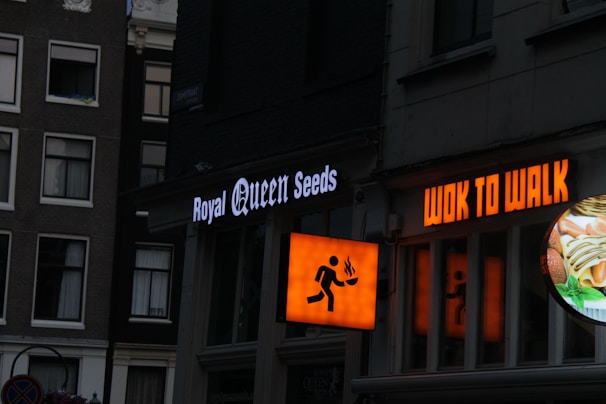 Royal Queen Seeds
WOK TO WALK